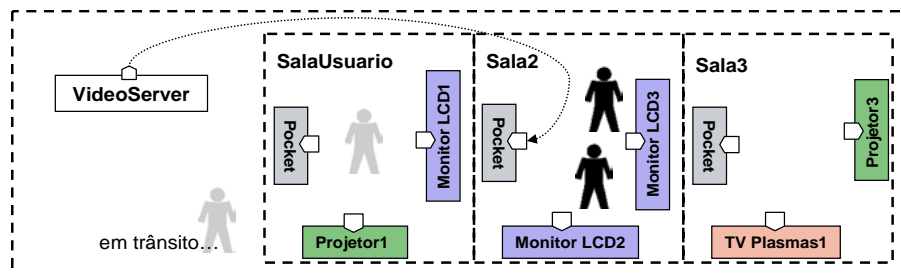 SalaUsuario
Sala2
Sala3
VideoServer
Pocket
Monitor LCD1
Pocket
Monitor LCD3
Pocket
Projetor3
em trânsito...
Projetor1
Monitor LCD2
TV Plasmas1